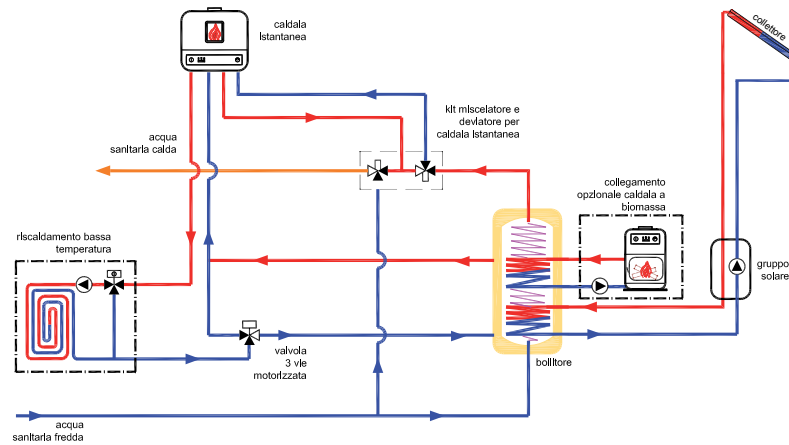 caldaIa
Istantanea
collettore
kIt mIscelatore e
devIatore per
caldaIa Istantanea
acqua
sanItarIa calda
collegamento
opzIonale caldaIa a
bIomassa
rIscaldamento bassa
temperatura
gruppo
solare
valvola
3 vIe
motorIzzata
bollItore
acqua
sanItarIa fredda